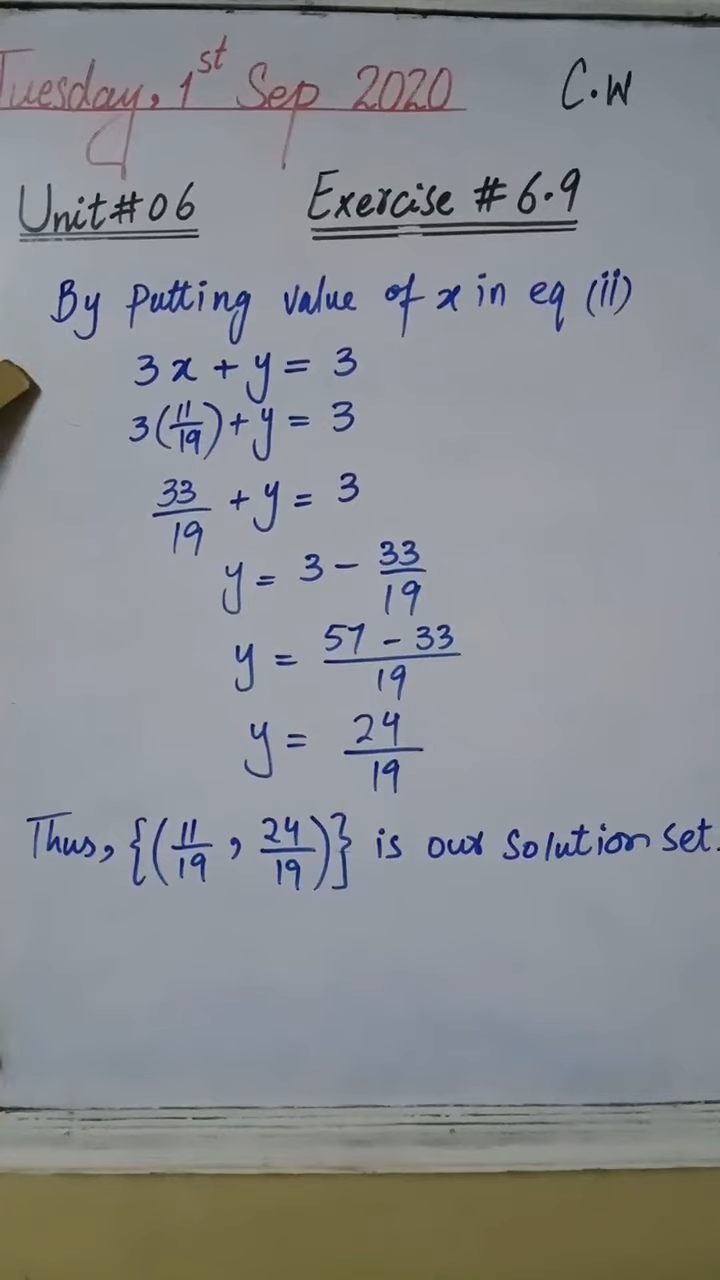 Tuesday, 1st Sep 2020 C.W
Unit#06 Exercise #6.9
By Putting value of x in eq (ii)
3x + y = 3
3(11/19) + y = 3
33/19 + y = 3
y = 3 - 33/19
y = 57 - 33/19
y = 24/19
Thus, {(11/19, 24/19)} is our solution set.